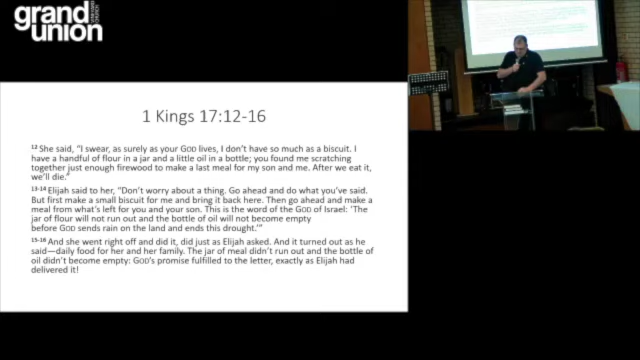 grand
union
1 Kings 17:12-16
12 She said, “I swear, as surely as your GOD lives, I don’t have so much as a biscuit. I
have a handful of flour in a jar and a little oil in a bottle; you found me scratching
together just enough firewood to make a last meal for my son and me. After we eat it,
we’ll die.”
13-14 Elijah said to her, “Don’t worry about a thing. Go ahead and do what you’ve said.
But first make a small biscuit for me and bring it back here. Then go ahead and make a
meal from what’s left for you and your son. This is the word of the GOD of Israel: ‘The
jar of flour will not run out and the bottle of oil will not become empty
before GOD sends rain on the land and ends this drought.’”
15-16 And she went right off and did it, did just as Elijah asked. And it turned out as he
said—daily food for her and her family. The jar of meal didn’t run out and the bottle of
oil didn’t become empty: GOD’s promise fulfilled to the letter, exactly as Elijah had
delivered it!